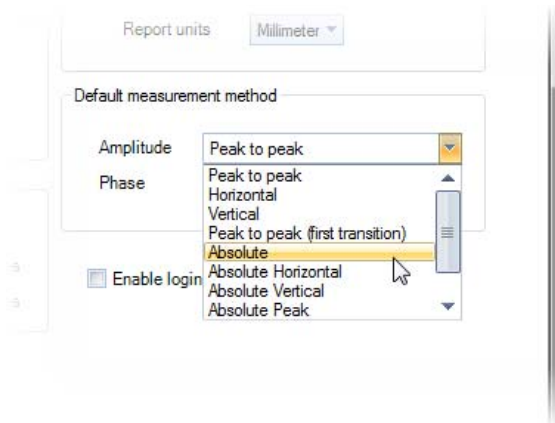 Report units Millimeter
Default measurement method
Amplitude Peak to peak
Phase Peak to peak
Horizontal
Vertical
Peak to peak (first transition)
Absolute
Enable login Absolute Horizontal
Absolute Vertical
Absolute Peak